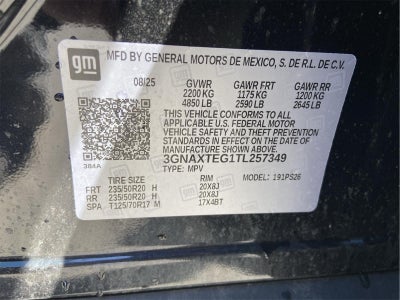 gm
MFD BY GENERAL MOTORS DE MEXICO, S. DE R.L. DE C.V.
08/25 GVWR GAWR FRT GAWR RR
2200 KG 1175 KG 1200 KG
4850 LB 2590 LB 2645 LB
THIS VEHICLE CONFORMS TO ALL
APPLICABLE U.S. FEDERAL MOTOR
VEHICLE SAFETY, BUMPER, AND THEFT
PREVENTION STANDARDS IN EFFECT ON
THE DATE OF MANUFACTURE SHOWN ABOVE.
3GNAXTEG1TL257349
TYPE: MPV MODEL: 191PS26
384A
TIRE SIZE RIM
FRT 235/50R20 H 20X8J
RR 235/50R20 H 20X8J
SPA T125/70R17 M 17X4BT